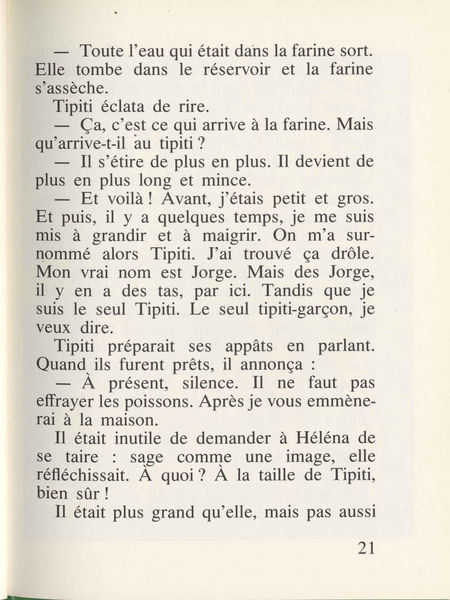 — Toute l'eau qui était dans la farine sort.
Elle tombe dans le réservoir et la farine
s'assèche.
Tipiti éclata de rire.
— Ça, c'est ce qui arrive à la farine. Mais
qu'arrive-t-il au tipiti ?
— Il s'étire de plus en plus. Il devient de
plus en plus long et mince.
— Et voilà ! Avant, j'étais petit et gros.
Et puis, il y a quelques temps, je me suis
mis à grandir et à maigrir. On m'a sur-
nommé alors Tipiti. J'ai trouvé ça drôle.
Mon vrai nom est Jorge. Mais des Jorge,
il y en a des tas, par ici. Tandis que je
suis le seul Tipiti. Le seul tipiti-garçon, je
veux dire.
Tipiti préparait ses appâts en parlant.
Quand ils furent prêts, il annonça :
— À présent, silence. Il ne faut pas
effrayer les poissons. Après je vous emmène-
rai à la maison.
Il était inutile de demander à Héléna de
se taire : sage comme une image, elle
réfléchissait. À quoi ? À la taille de Tipiti,
bien sûr !
Il était plus grand qu'elle, mais pas aussi
21